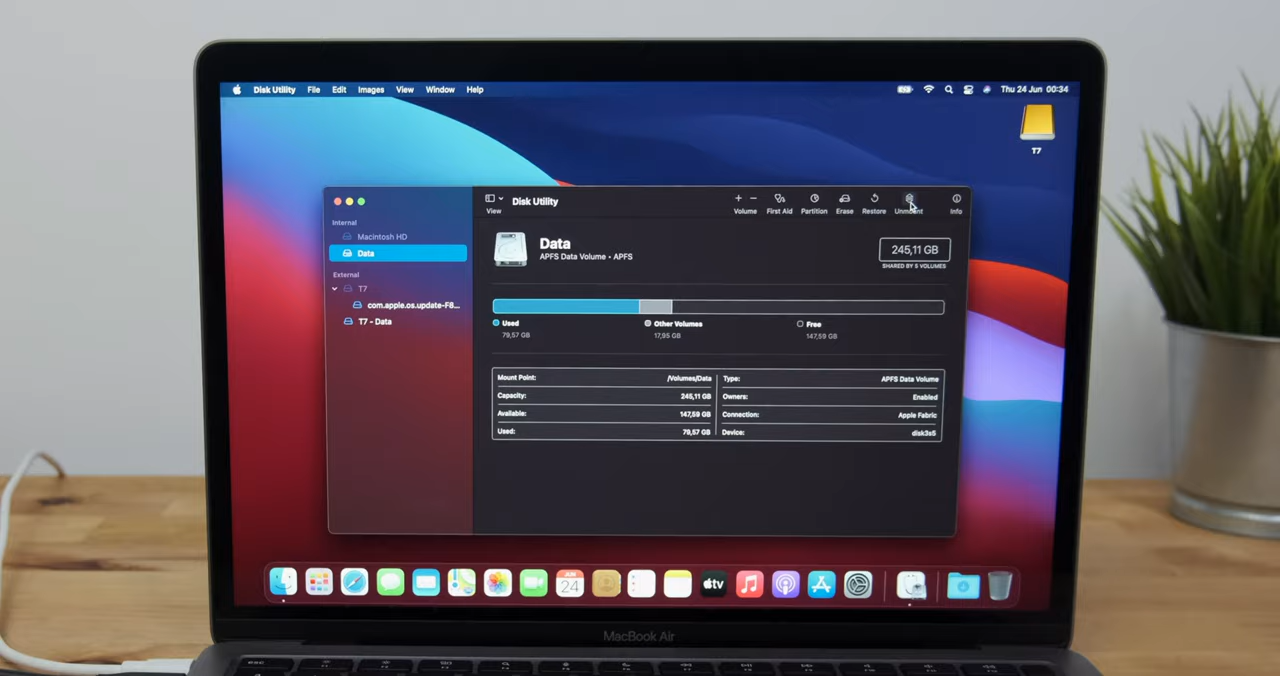 Disk Utility File Edit View Window Help Thu 24 Jun 00:34
T7
Disk Utility
View Volume First Aid Partition Erase Restore Unmount Info
Internal
Macintosh HD
Data
External
T7
com.apple.os.update-F8...
T7 - Data
Data
APFS Data Volume • APFS
245,11 GB
SHARED BY 5 VOLUMES
Used
79,57 GB
Other Volumes
17,95 GB
Free
147,59 GB
Mount Point: /Volumes/Data Type: APFS Data Volume
Capacity: 245,11 GB Owners: Enabled
Available: 147,59 GB Connection: Apple Fabric
Used: 79,57 GB Device: disk3s5
JUN
24
tv
MacBook Air
esc